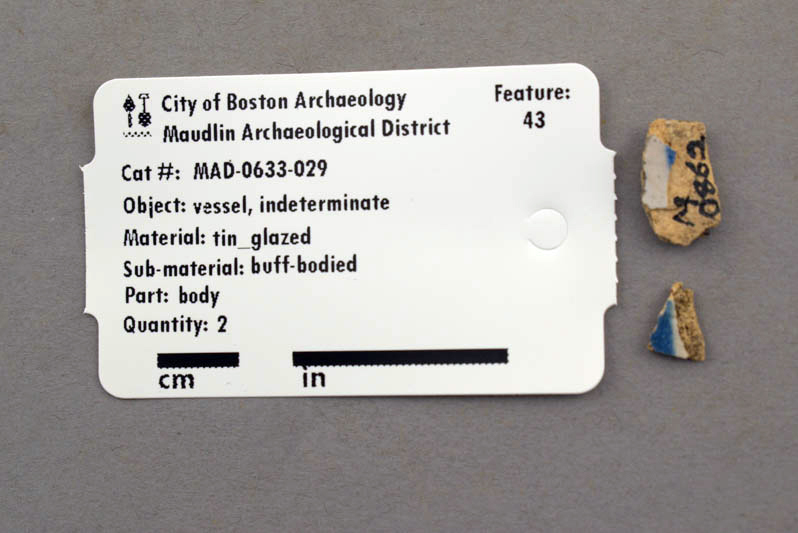 City of Boston Archaeology
Maudlin Archaeological District
Feature:
43
Cat #: MAD-0633-029
Object: vessel, indeterminate
Material: tin_glazed
Sub-material: buff-bodied
Part: body
Quantity: 2
cm
in
M
0862